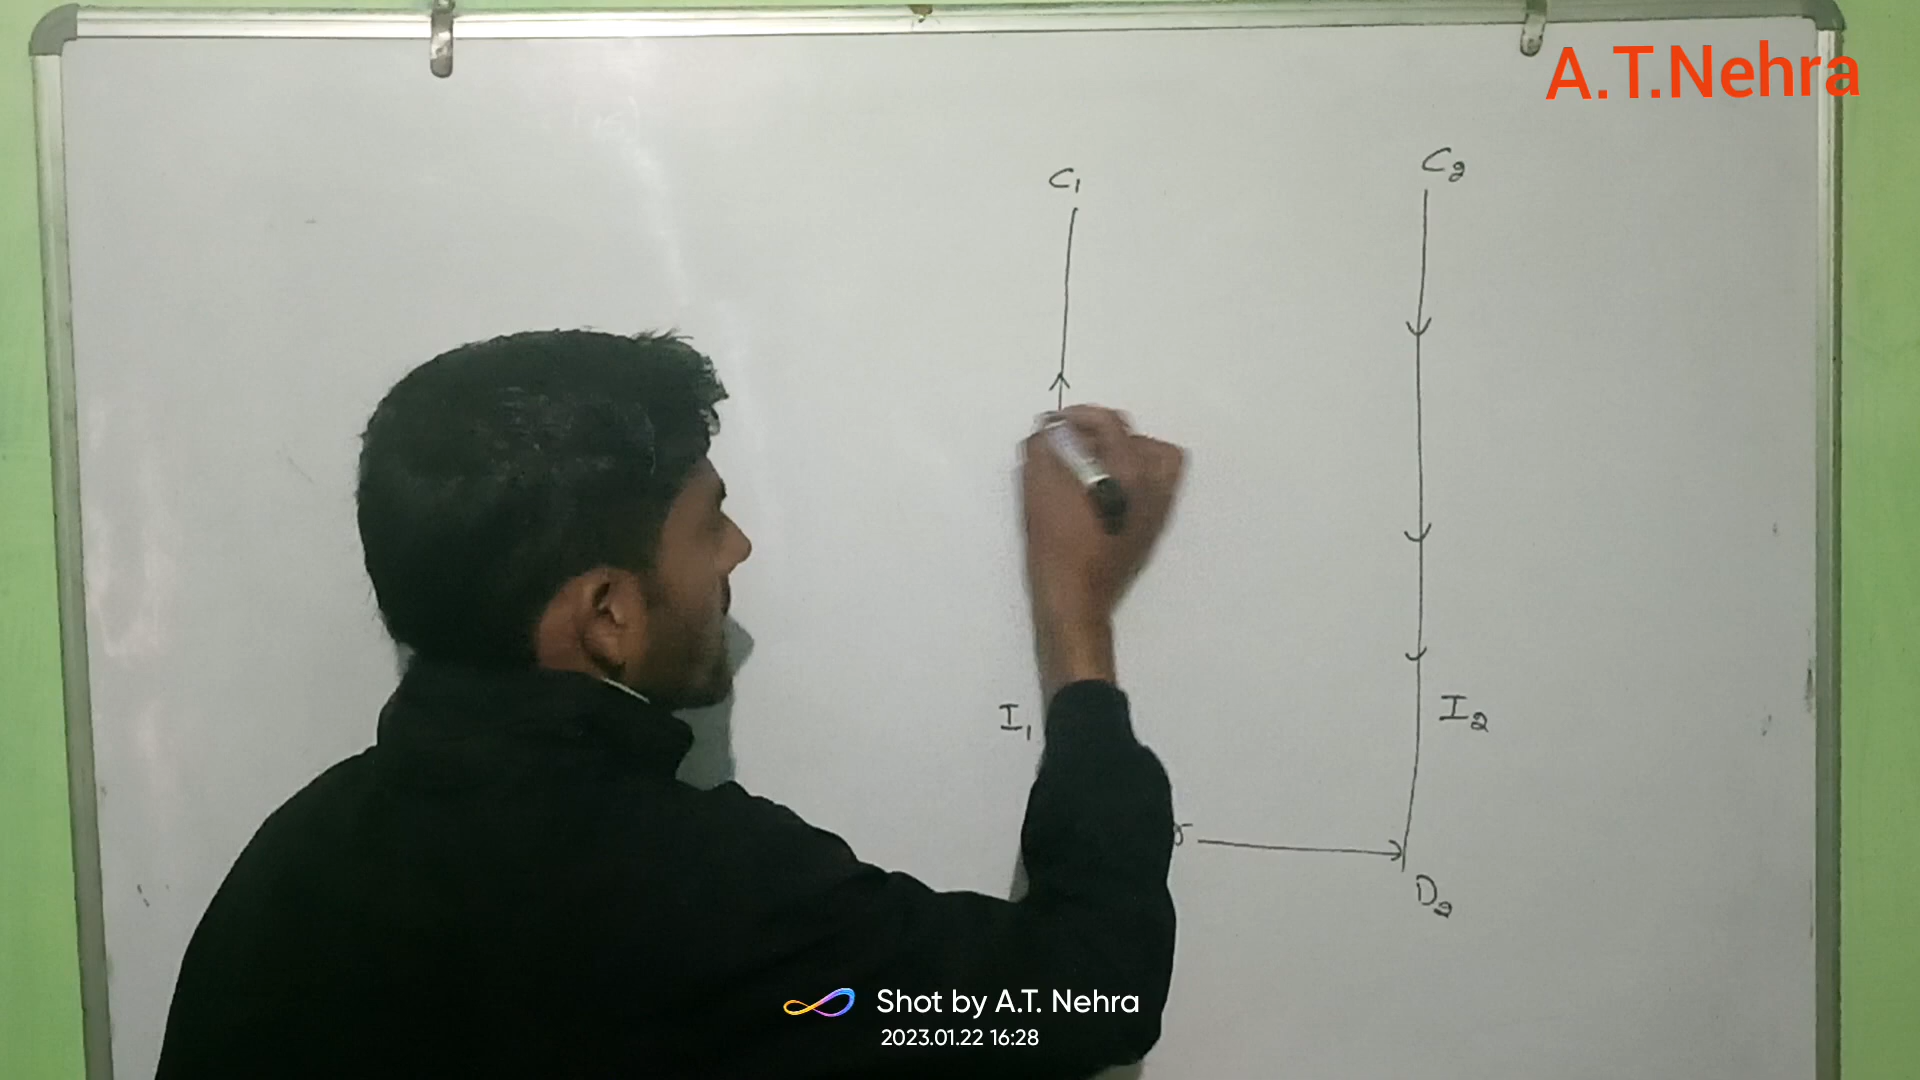 A.T.Nehra
C₁
C₂
I₁
I₂
r
D₂
Shot by A.T. Nehra
2023.01.22 16:28